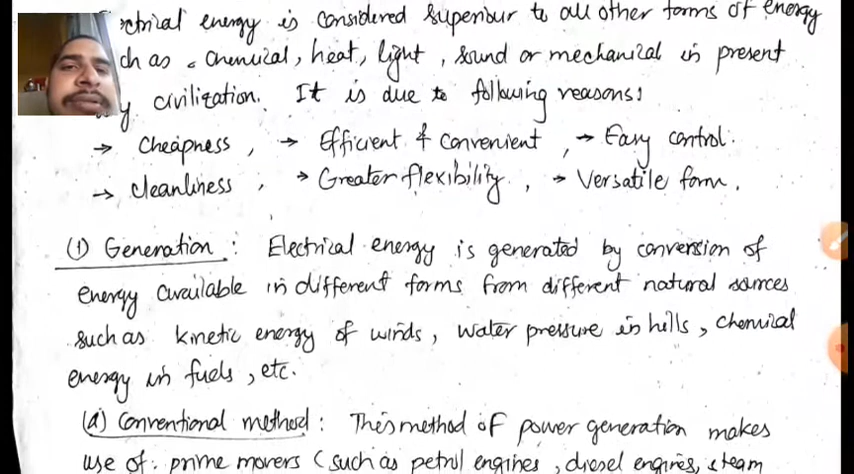 ectrical energy is considered superiour to all other forms of energy
ch as chemical, heat, light, sound or mechanical in present
y civilization. It is due to following reasons:
→ Cheapness, → Efficient & convenient, → Easy control.
→ cleanliness, → Greater flexibility, → Versatile form.
(1) Generation: Electrical energy is generated by conversion of
energy available in different forms from different natural sources
such as kinetic energy of winds, water pressure in hills, chemical
energy in fuels, etc.
(a) Conventional method: This method of power generation makes
use of prime movers (such as petrol engines, diesel engines, steam